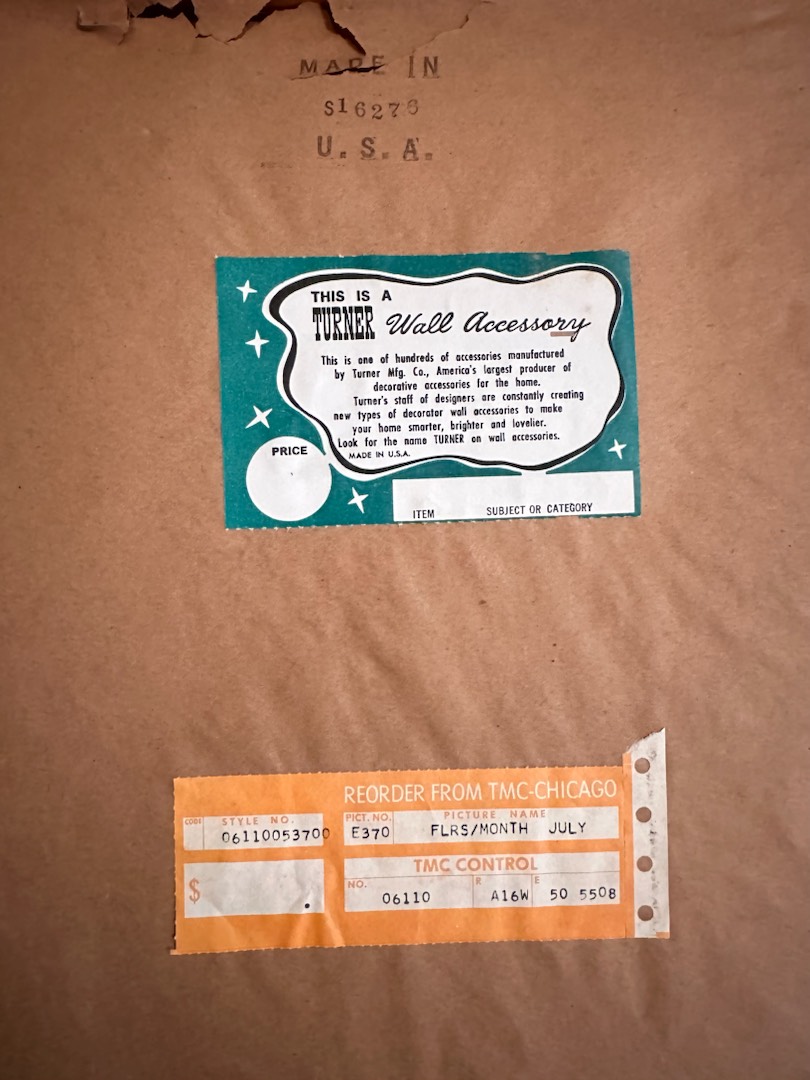 MADE IN
S16276
U.S.A.
THIS IS A
TURNER Wall Accessory
This is one of hundreds of accessories manufactured
by Turner Mfg. Co., America's largest producer of
decorative accessories for the home.
Turner's staff of designers are constantly creating
new types of decorator wall accessories to make
your home smarter, brighter and lovelier.
Look for the name TURNER on wall accessories.
MADE IN U.S.A.
PRICE
ITEM SUBJECT OR CATEGORY
REORDER FROM TMC-CHICAGO
CODE STYLE NO. PICT. NO. PICTURE NAME
06110053700 E370 FLRS/MONTH JULY
TMC CONTROL
$ . NO. R E
06110 A16W 50 5508